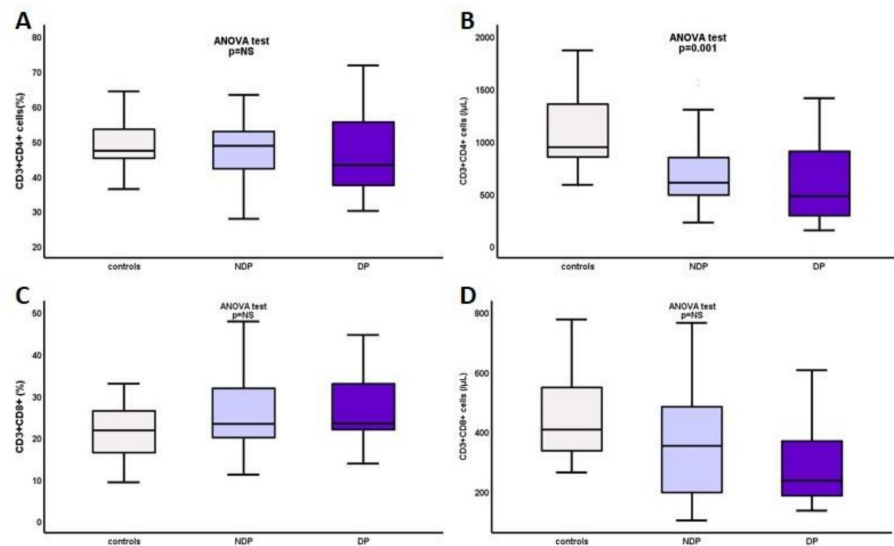 A
ANOVA test
p=NS
CD3+CD4+ cells(%)
80
70
60
50
40
30
20
controls
NDP
DP
B
ANOVA test
p=0.001
CD3+CD4+ cells (/µL)
2000
1500
1000
500
0
controls
NDP
DP
C
ANOVA test
p=NS
CD3+CD8+ (%)
50
40
30
20
10
0
controls
NDP
DP
D
ANOVA test
p=NS
CD3+CD8+ cells (/µL)
800
600
400
200
controls
NDP
DP